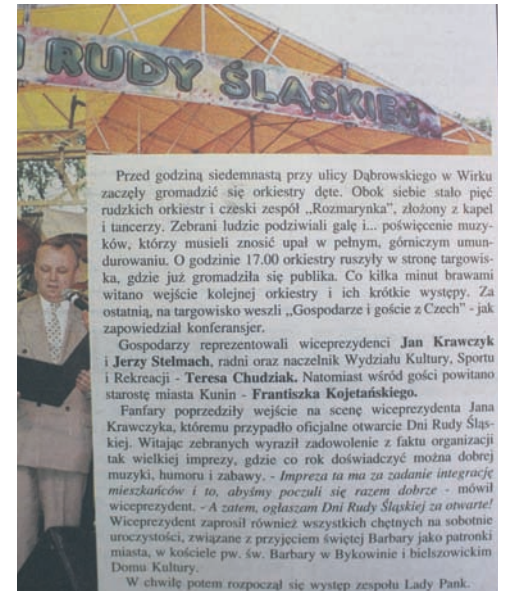 I RUDY ŚLĄSKIEJ
Przed godziną siedemnastą przy ulicy Dąbrowskiego w Wirku
zaczęły gromadzić się orkiestry dęte. Obok siebie stało pięć
rudzkich orkiestr i czeski zespół „Rozmarynka”, złożony z kapel
i tancerzy. Zebrani ludzie podziwiali galę i... poświęcenie muzy-
ków, którzy musieli znosić upał w pełnym, górniczym umun-
durowaniu. O godzinie 17.00 orkiestry ruszyły w stronę targowis-
ka, gdzie już gromadziła się publika. Co kilka minut brawami
witano wejście kolejnej orkiestry i ich krótkie występy. Za
ostatnią, na targowisko weszli „Gospodarze i goście z Czech” - jak
zapowiedział konferansjer.
Gospodarzy reprezentowali wiceprezydenci Jan Krawczyk
i Jerzy Stelmach, radni oraz naczelnik Wydziału Kultury, Sportu
i Rekreacji - Teresa Chudziak. Natomiast wśród gości powitano
starostę miasta Kunin - Frantiszka Kojetańskiego.
Fanfary poprzedziły wejście na scenę wiceprezydenta Jana
Krawczyka, któremu przypadło oficjalne otwarcie Dni Rudy Śląs-
kiej. Witając zebranych wyraził zadowolenie z faktu organizacji
tak wielkiej imprezy, gdzie co rok doświadczyć można dobrej
muzyki, humoru i zabawy. - Impreza ta ma za zadanie integrację
mieszkańców i to, abyśmy poczuli się razem dobrze - mówił
wiceprezydent. - A zatem, ogłaszam Dni Rudy Śląskiej za otwarte!
Wiceprezydent zaprosił również wszystkich chętnych na sobotnie
uroczystości, związane z przyjęciem świętej Barbary jako patronki
miasta, w kościele pw. św. Barbary w Bykowinie i bielszowickim
Domu Kultury.
W chwilę potem rozpoczął się występ zespołu Lady Pank.